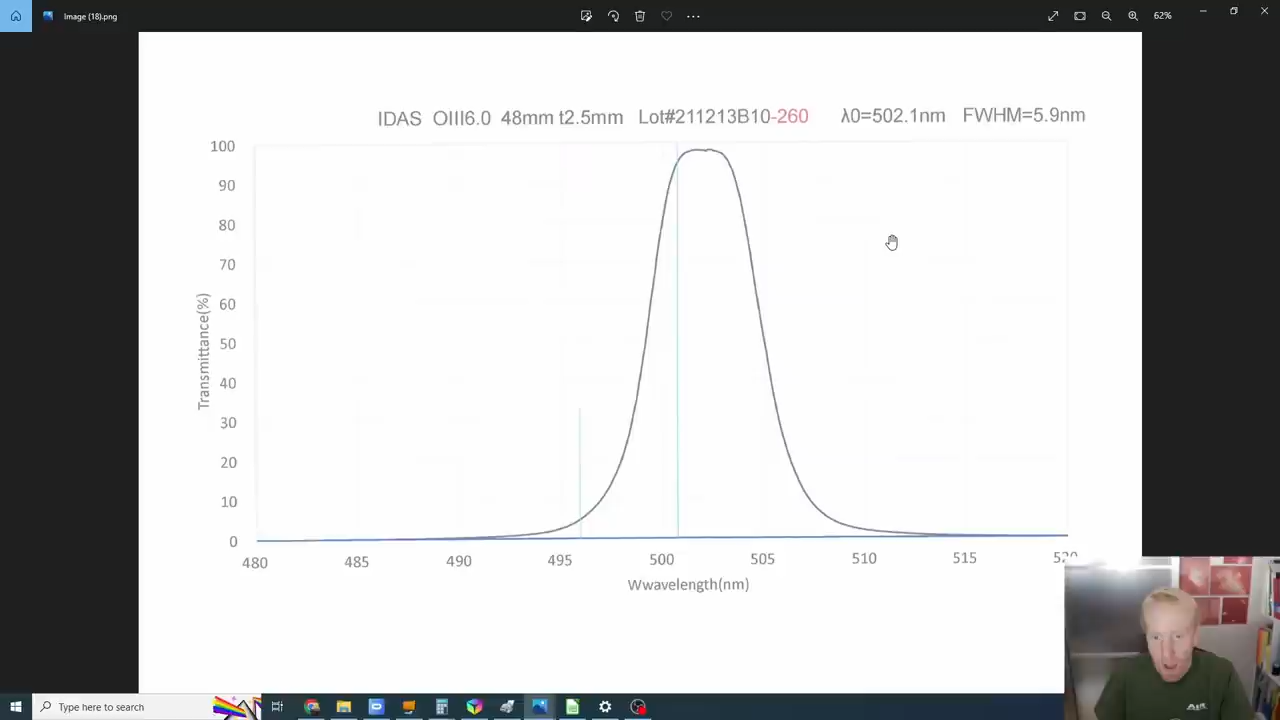 Image (18).png
62%
IDAS OIII6.0 48mm t2.5mm Lot#211213B10-260 λ0=502.1nm FWHM=5.9nm
100
90
80
70
60
50
40
30
20
10
0
Transmittance(%)
480 485 490 495 500 505 510 515 520
Wwavelength(nm)
Type here to search